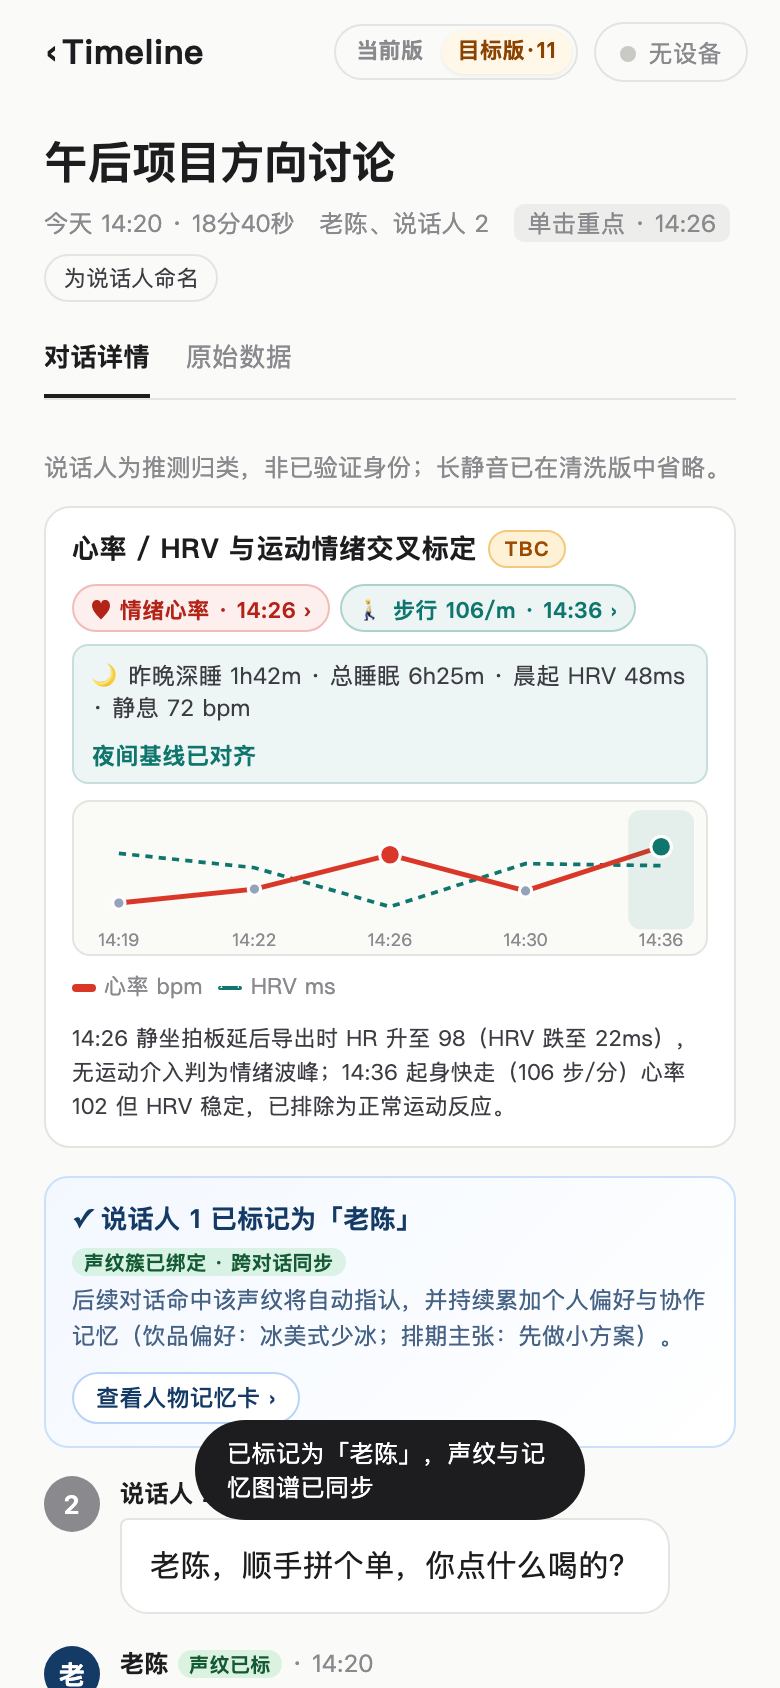 ‹ Timeline
当前版 目标版·11 无设备
午后项目方向讨论
今天 14:20 · 18分40秒 老陈、说话人 2 单击重点 · 14:26
为说话人命名
对话详情 原始数据
说话人为推测归类，非已验证身份；长静音已在清洗版中省略。
心率 / HRV 与运动情绪交叉标定 TBC
♥ 情绪心率 · 14:26 › 步行 106/m · 14:36 ›
昨晚深睡 1h42m · 总睡眠 6h25m · 晨起 HRV 48ms
· 静息 72 bpm
夜间基线已对齐
14:19 14:22 14:26 14:30 14:36
心率 bpm HRV ms
14:26 静坐拍板延后导出时 HR 升至 98（HRV 跌至 22ms），
无运动介入判为情绪波峰；14:36 起身快走（106 步/分）心率
102 但 HRV 稳定，已排除为正常运动反应。
✓ 说话人 1 已标记为「老陈」
声纹簇已绑定 · 跨对话同步
后续对话命中该声纹将自动指认，并持续累加个人偏好与协作
记忆（饮品偏好：冰美式少冰；排期主张：先做小方案）。
查看人物记忆卡 ›
已标记为「老陈」，声纹与记
忆图谱已同步
2 说话人
老陈，顺手拼个单，你点什么喝的？
老 老陈 声纹已标 · 14:20